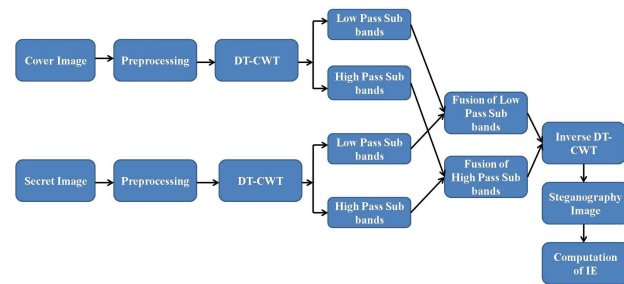 Cover Image
Preprocessing
DT-CWT
Low Pass Sub
bands
High Pass Sub
bands
Secret Image
Preprocessing
DT-CWT
Low Pass Sub
bands
High Pass Sub
bands
Fusion of Low
Pass Sub
bands
Fusion of
High Pass Sub
bands
Inverse DT-
CWT
Steganography
Image
Computation
of IE